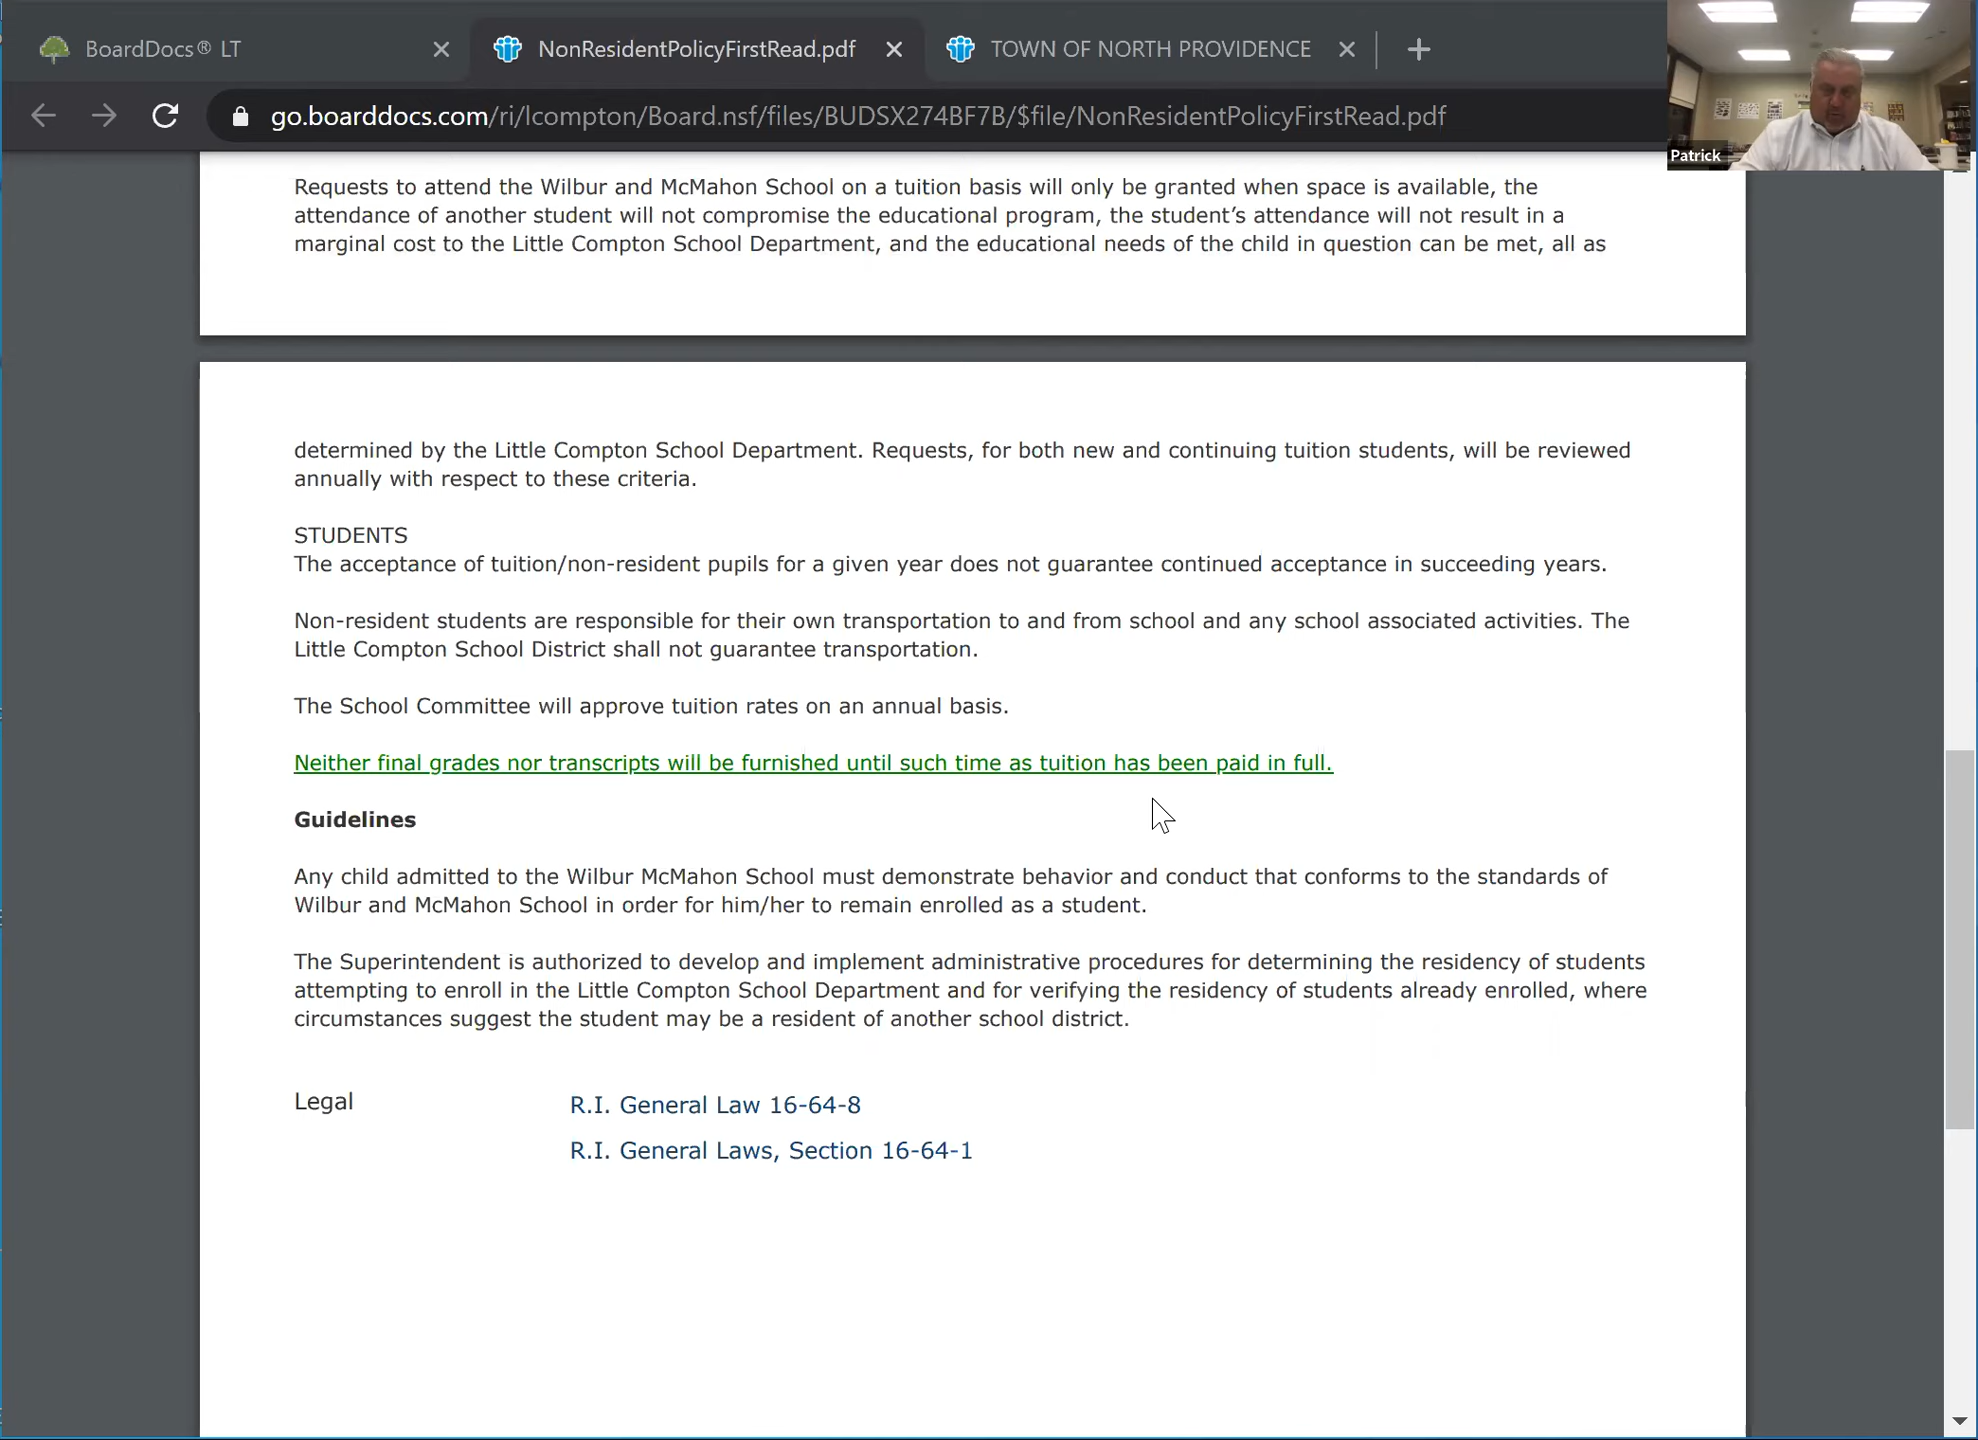 BoardDocs® LT
NonResidentPolicyFirstRead.pdf
TOWN OF NORTH PROVIDENCE
go.boarddocs.com/ri/lcompton/Board.nsf/files/BUDSX274BF7B/$file/NonResidentPolicyFirstRead.pdf
Patrick
Requests to attend the Wilbur and McMahon School on a tuition basis will only be granted when space is available, the
attendance of another student will not compromise the educational program, the student’s attendance will not result in a
marginal cost to the Little Compton School Department, and the educational needs of the child in question can be met, all as
determined by the Little Compton School Department. Requests, for both new and continuing tuition students, will be reviewed
annually with respect to these criteria.
STUDENTS
The acceptance of tuition/non-resident pupils for a given year does not guarantee continued acceptance in succeeding years.
Non-resident students are responsible for their own transportation to and from school and any school associated activities. The
Little Compton School District shall not guarantee transportation.
The School Committee will approve tuition rates on an annual basis.
Neither final grades nor transcripts will be furnished until such time as tuition has been paid in full.
Guidelines
Any child admitted to the Wilbur McMahon School must demonstrate behavior and conduct that conforms to the standards of
Wilbur and McMahon School in order for him/her to remain enrolled as a student.
The Superintendent is authorized to develop and implement administrative procedures for determining the residency of students
attempting to enroll in the Little Compton School Department and for verifying the residency of students already enrolled, where
circumstances suggest the student may be a resident of another school district.
Legal
R.I. General Law 16-64-8
R.I. General Laws, Section 16-64-1